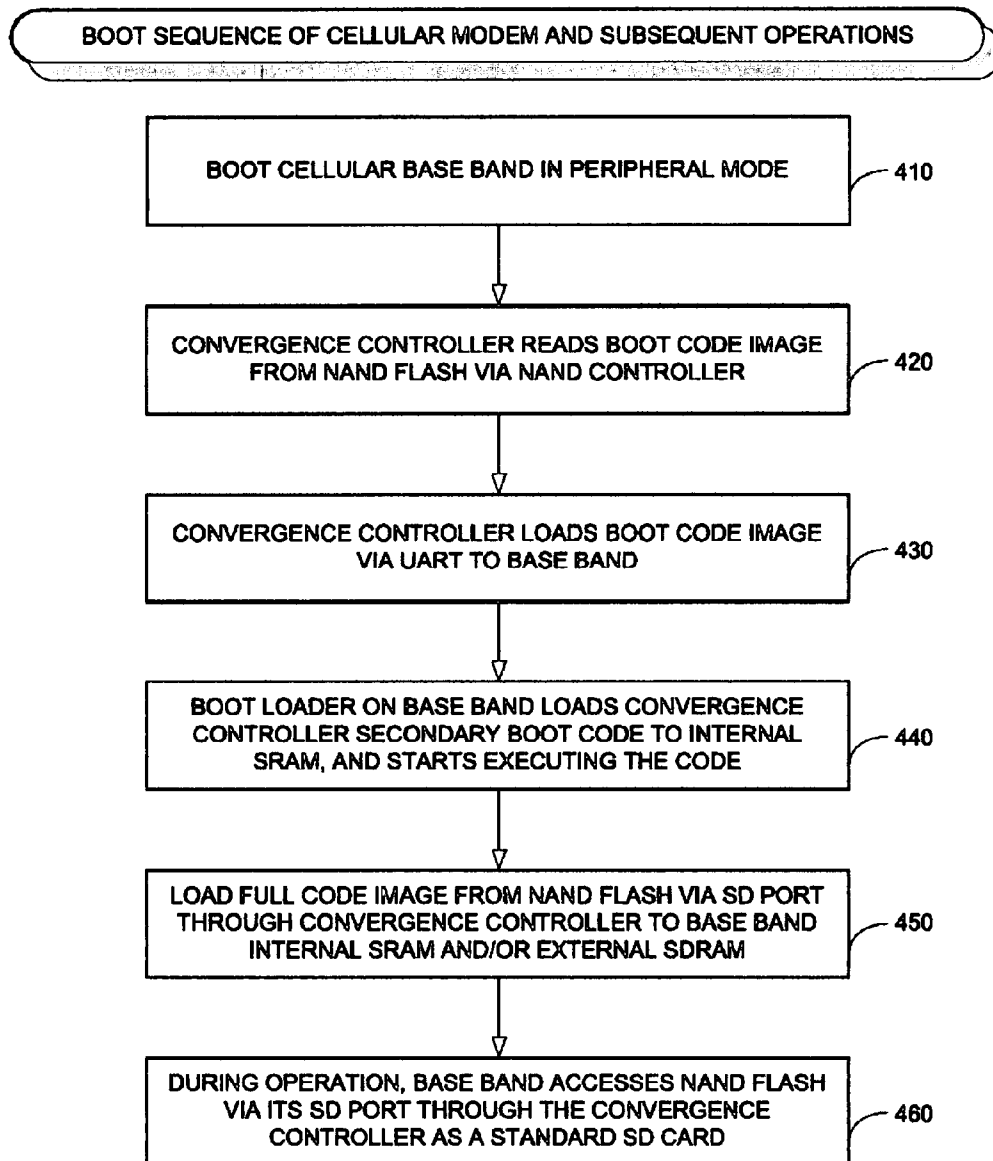 BOOT SEQUENCE OF CELLULAR MODEM AND SUBSEQUENT OPERATIONS
BOOT CELLULAR BASE BAND IN PERIPHERAL MODE
410
CONVERGENCE CONTROLLER READS BOOT CODE IMAGE
FROM NAND FLASH VIA NAND CONTROLLER
420
CONVERGENCE CONTROLLER LOADS BOOT CODE IMAGE
VIA UART TO BASE BAND
430
BOOT LOADER ON BASE BAND LOADS CONVERGENCE
CONTROLLER SECONDARY BOOT CODE TO INTERNAL
SRAM, AND STARTS EXECUTING THE CODE
440
LOAD FULL CODE IMAGE FROM NAND FLASH VIA SD PORT
THROUGH CONVERGENCE CONTROLLER TO BASE BAND
INTERNAL SRAM AND/OR EXTERNAL SDRAM
450
DURING OPERATION, BASE BAND ACCESSES NAND FLASH
VIA ITS SD PORT THROUGH THE CONVERGENCE
CONTROLLER AS A STANDARD SD CARD
460